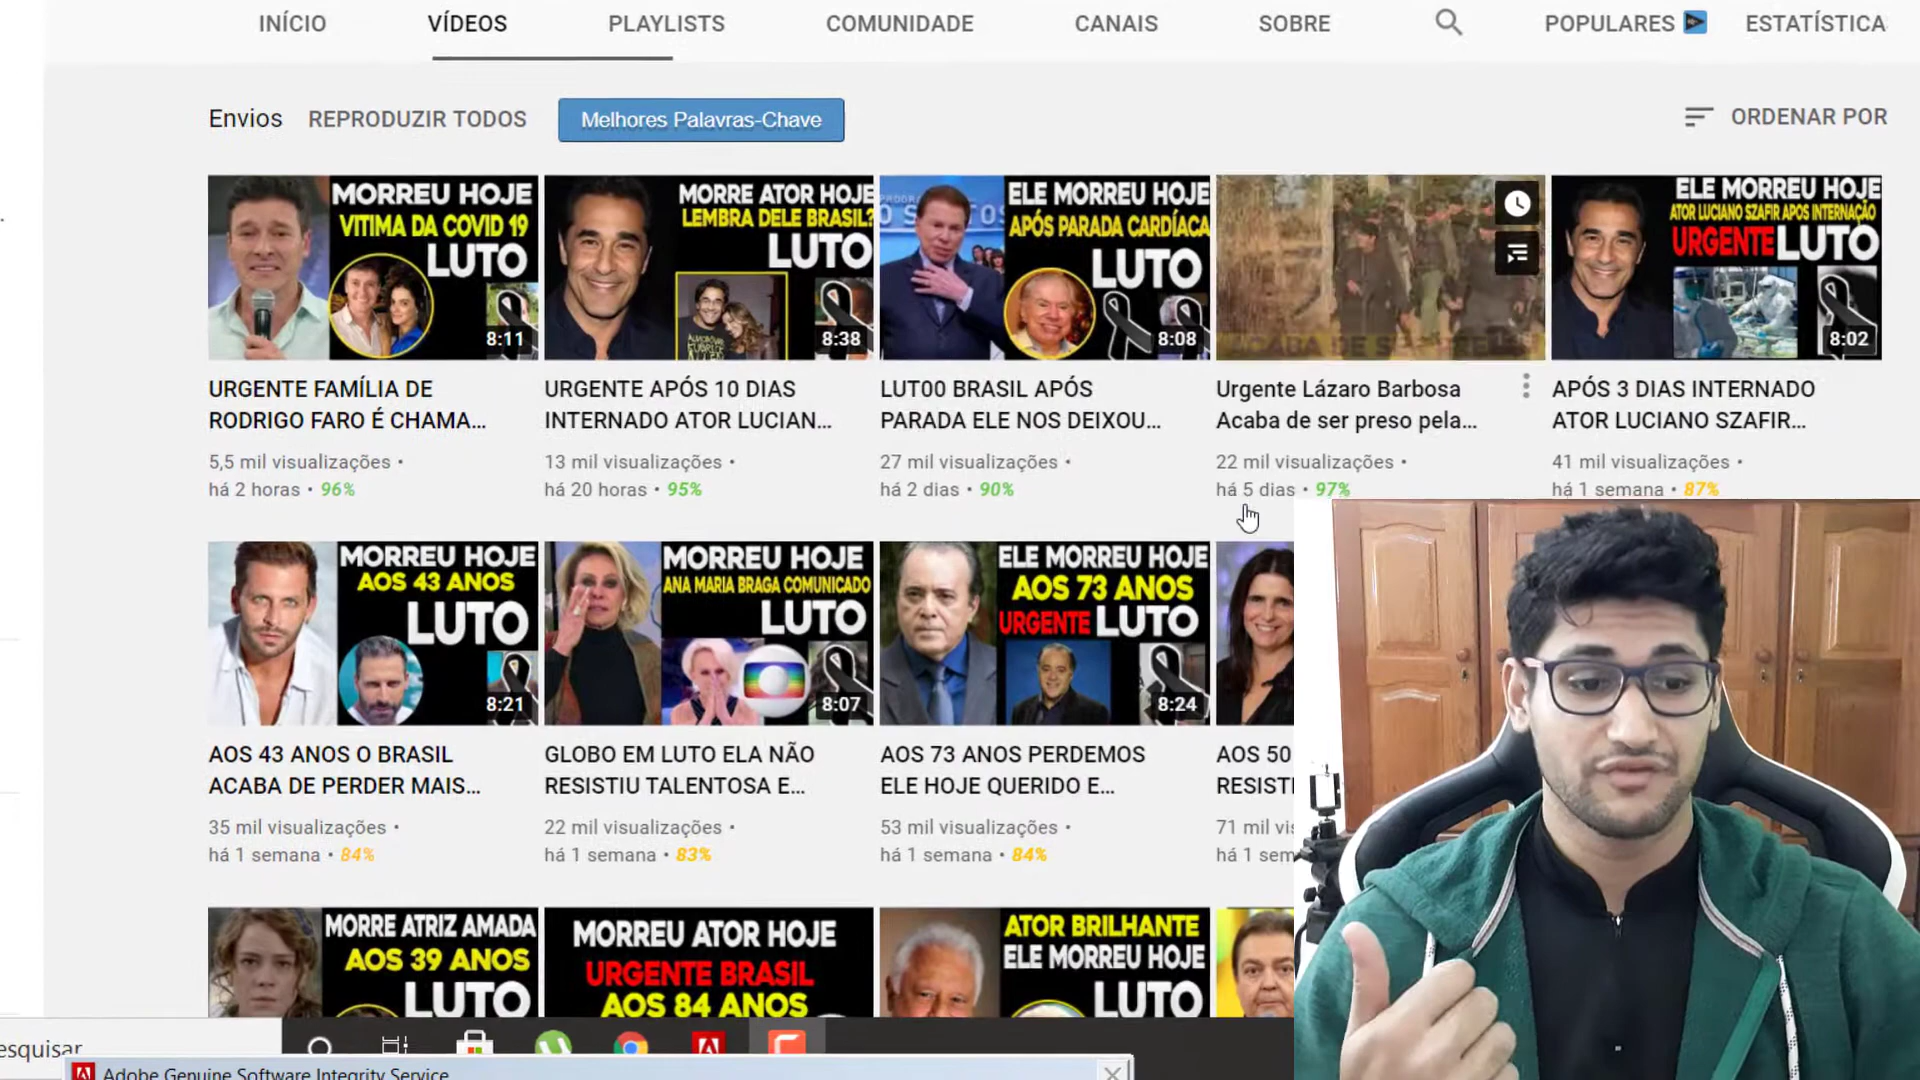 INÍCIO
VÍDEOS
PLAYLISTS
COMUNIDADE
CANAIS
SOBRE
POPULARES
ESTATÍSTICA
Envios
REPRODUZIR TODOS
Melhores Palavras-Chave
ORDENAR POR
MORREU HOJE
VITIMA DA COVID 19
LUTO
8:11
MORRE ATOR HOJE
LEMBRA DELE BRASIL?
LUTO
8:38
ELE MORREU HOJE
APÓS PARADA CARDÍACA
LUTO
8:08
ELE MORREU HOJE
ATOR LUCIANO SZAFIR APOS INTERNAÇÃO
URGENTE LUTO
8:02
URGENTE FAMÍLIA DE
RODRIGO FARO É CHAMA...
5,5 mil visualizações •
há 2 horas • 96%
URGENTE APÓS 10 DIAS
INTERNADO ATOR LUCIAN...
13 mil visualizações •
há 20 horas • 95%
LUT00 BRASIL APÓS
PARADA ELE NOS DEIXOU...
27 mil visualizações •
há 2 dias • 90%
Urgente Lázaro Barbosa
Acaba de ser preso pela...
22 mil visualizações •
há 5 dias • 97%
APÓS 3 DIAS INTERNADO
ATOR LUCIANO SZAFIR...
41 mil visualizações •
há 1 semana • 87%
MORREU HOJE
AOS 43 ANOS
LUTO
8:21
MORREU HOJE
ANA MARIA BRAGA COMUNICADO
LUTO
8:07
ELE MORREU HOJE
AOS 73 ANOS
URGENTE LUTO
8:24
AOS 43 ANOS O BRASIL
ACABA DE PERDER MAIS...
35 mil visualizações •
há 1 semana • 84%
GLOBO EM LUTO ELA NÃO
RESISTIU TALENTOSA E...
22 mil visualizações •
há 1 semana • 83%
AOS 73 ANOS PERDEMOS
ELE HOJE QUERIDO E...
53 mil visualizações •
há 1 semana • 84%
AOS 50
RESISTI
71 mil vi
há 1 sem
MORRE ATRIZ AMADA
AOS 39 ANOS
LUTO
MORREU ATOR HOJE
URGENTE BRASIL
AOS 84 ANOS
ATOR BRILHANTE
ELE MORREU HOJE
LUTO
esquisar
Adobe Genuine Software Integrity Service